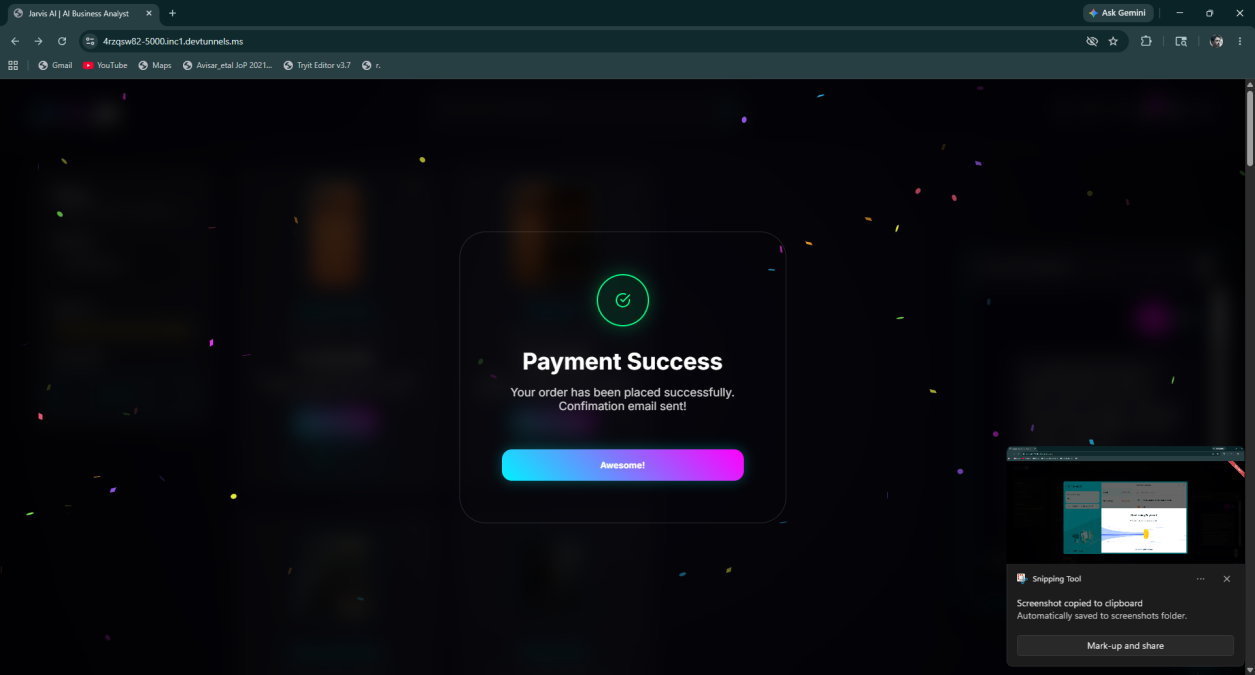 Jarvis AI | AI Business Analyst
Ask Gemini
4rzqsw82-5000.inc1.devtunnels.ms
Gmail
YouTube
Maps
Avisar_etal JoP 2021...
Tryit Editor v3.7
r.
Payment Success
Your order has been placed successfully.
Confimation email sent!
Awesome!
Snipping Tool
Screenshot copied to clipboard
Automatically saved to screenshots folder.
Mark-up and share